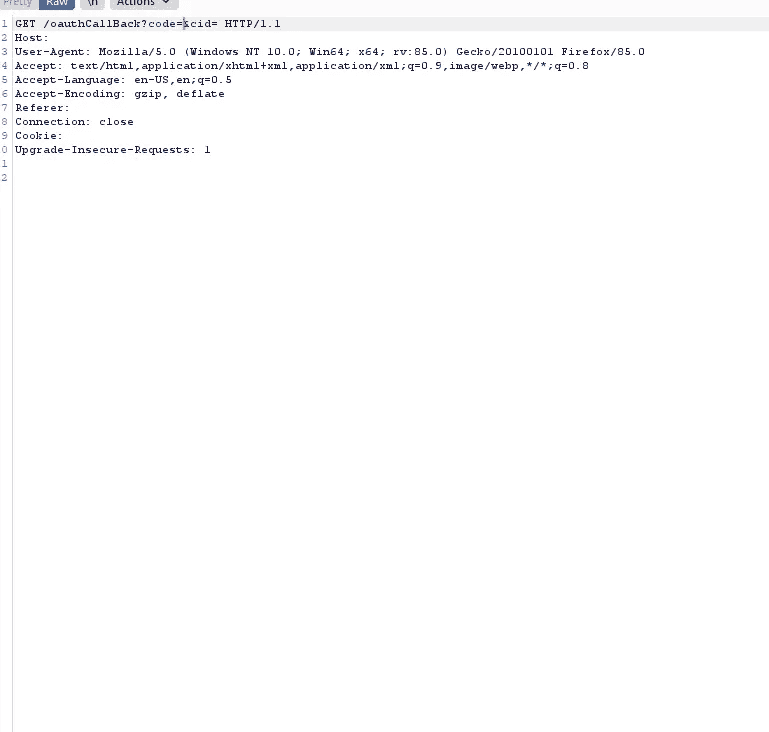 Pretty Raw \n Actions
1 GET /oauthCallBack?code=&cid= HTTP/1.1
2 Host:
3 User-Agent: Mozilla/5.0 (Windows NT 10.0; Win64; x64; rv:85.0) Gecko/20100101 Firefox/85.0
4 Accept: text/html,application/xhtml+xml,application/xml;q=0.9,image/webp,*/*;q=0.8
5 Accept-Language: en-US,en;q=0.5
6 Accept-Encoding: gzip, deflate
7 Referer:
8 Connection: close
9 Cookie:
0 Upgrade-Insecure-Requests: 1
1
2